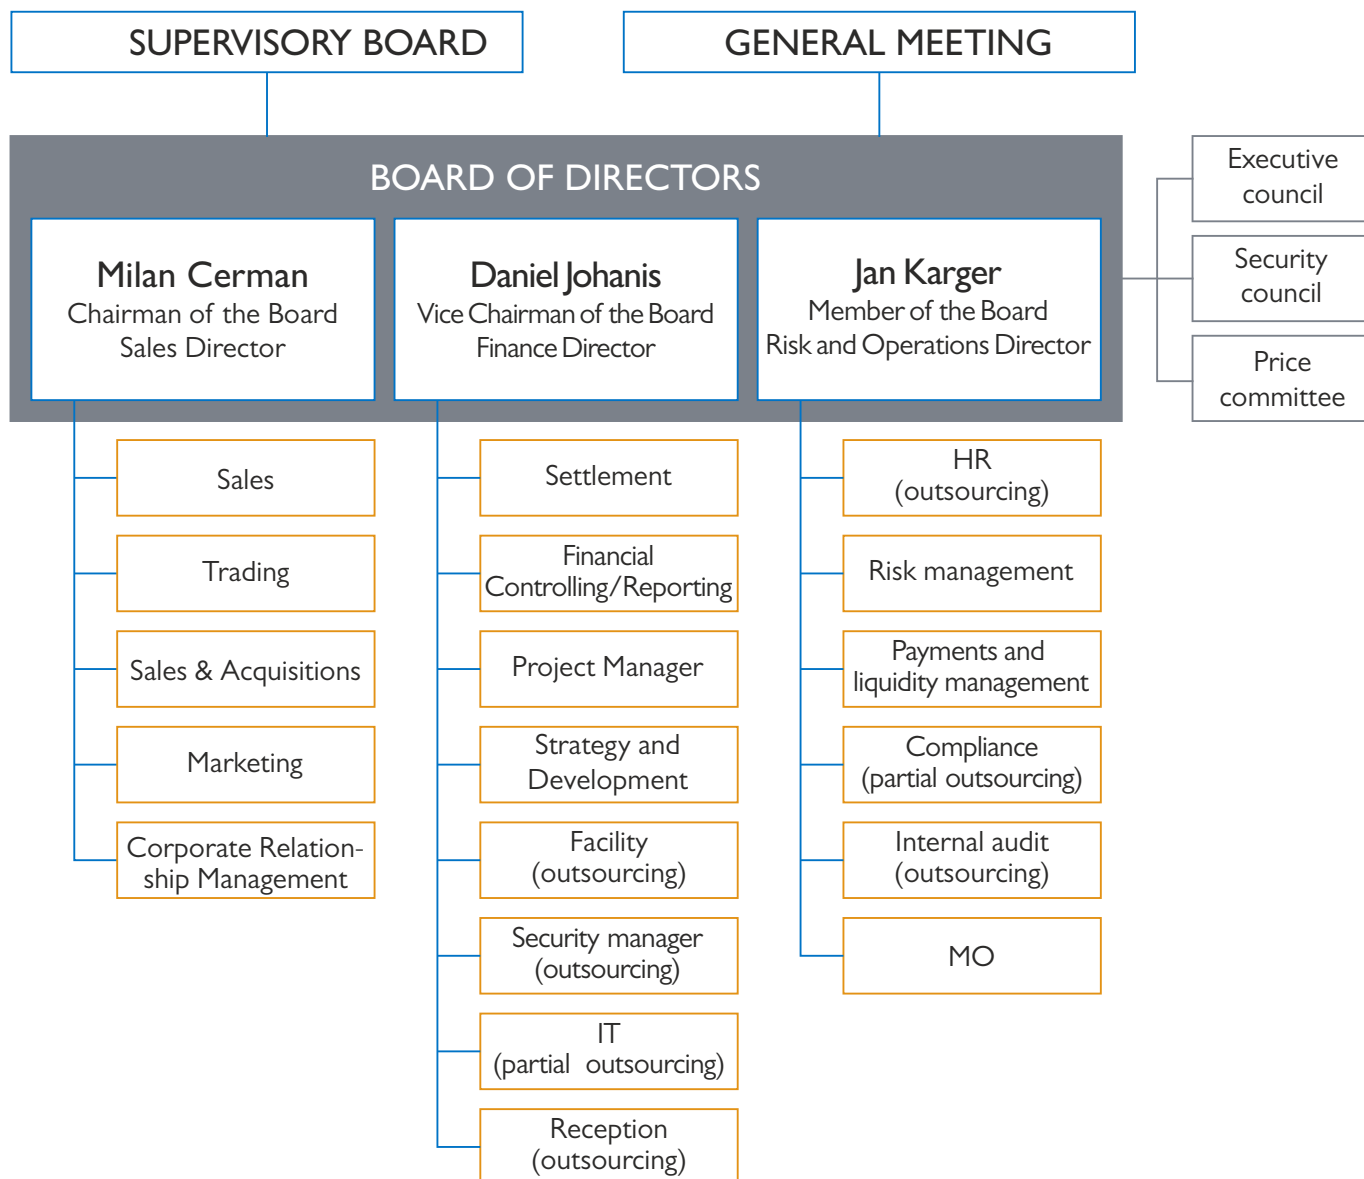 SUPERVISORY BOARD
GENERAL MEETING
BOARD OF DIRECTORS
Milan Cerman
Chairman of the Board
Sales Director
Daniel Johanis
Vice Chairman of the Board
Finance Director
Jan Karger
Member of the Board
Risk and Operations Director
Executive
council
Security
council
Price
committee
Sales
Trading
Sales & Acquisitions
Marketing
Corporate Relation-
ship Management
Settlement
Financial
Controlling/Reporting
Project Manager
Strategy and
Development
Facility
(outsourcing)
Security manager
(outsourcing)
IT
(partial outsourcing)
Reception
(outsourcing)
HR
(outsourcing)
Risk management
Payments and
liquidity management
Compliance
(partial outsourcing)
Internal audit
(outsourcing)
MO